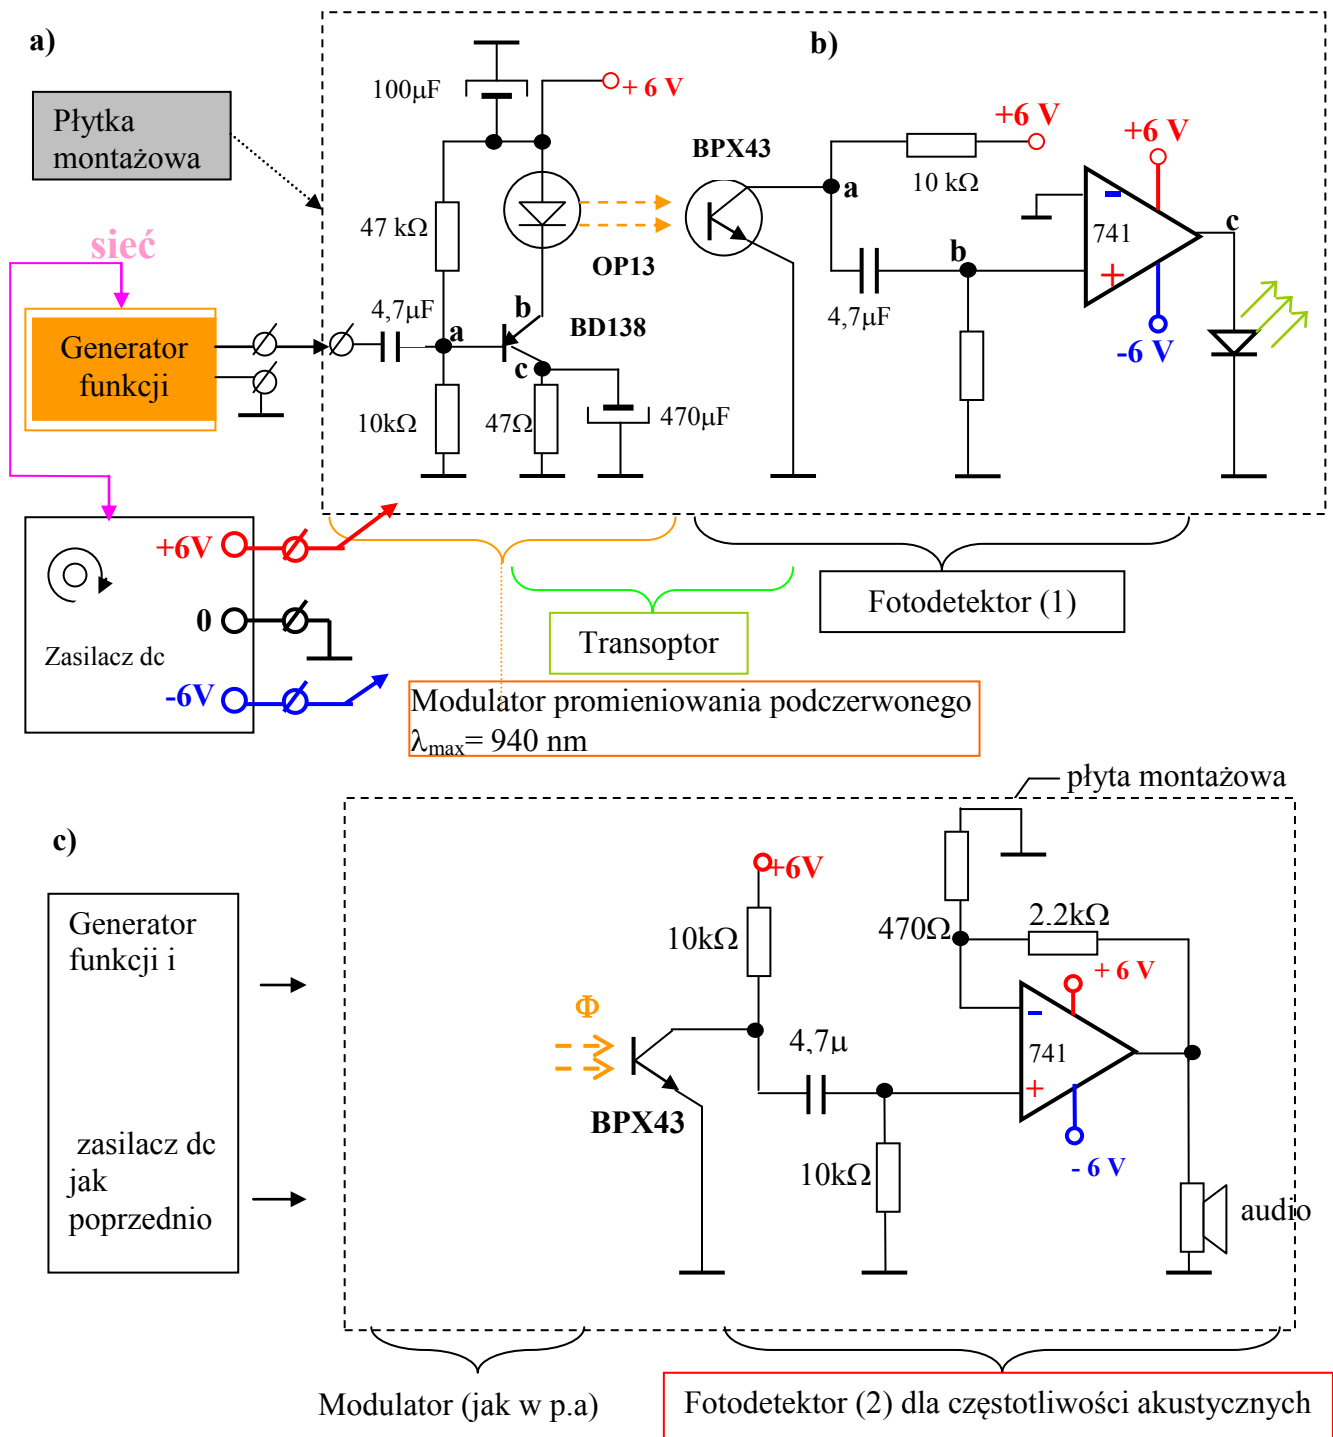 a)
b)
Płytka
montażowa
100μF
+ 6 V
47 kΩ
OP13
BPX43
a
10 kΩ
+6 V
+6 V
-
741
+
c
-6 V
b
4,7μF
sieć
Generator
funkcji
4,7μF
a
b
BD138
c
10kΩ
47Ω
470μF
+6V
0
Zasilacz dc
-6V
Transoptor
Fotodetektor (1)
Modulator promieniowania podczerwonego
λmax= 940 nm
płyta montażowa
c)
Generator
funkcji i
zasilacz dc
jak
poprzednio
+6V
10kΩ
470Ω
2.2kΩ
+ 6 V
Φ
BPX43
4,7μ
-
741
+
- 6 V
10kΩ
audio
Modulator (jak w p.a)
Fotodetektor (2) dla częstotliwości akustycznych